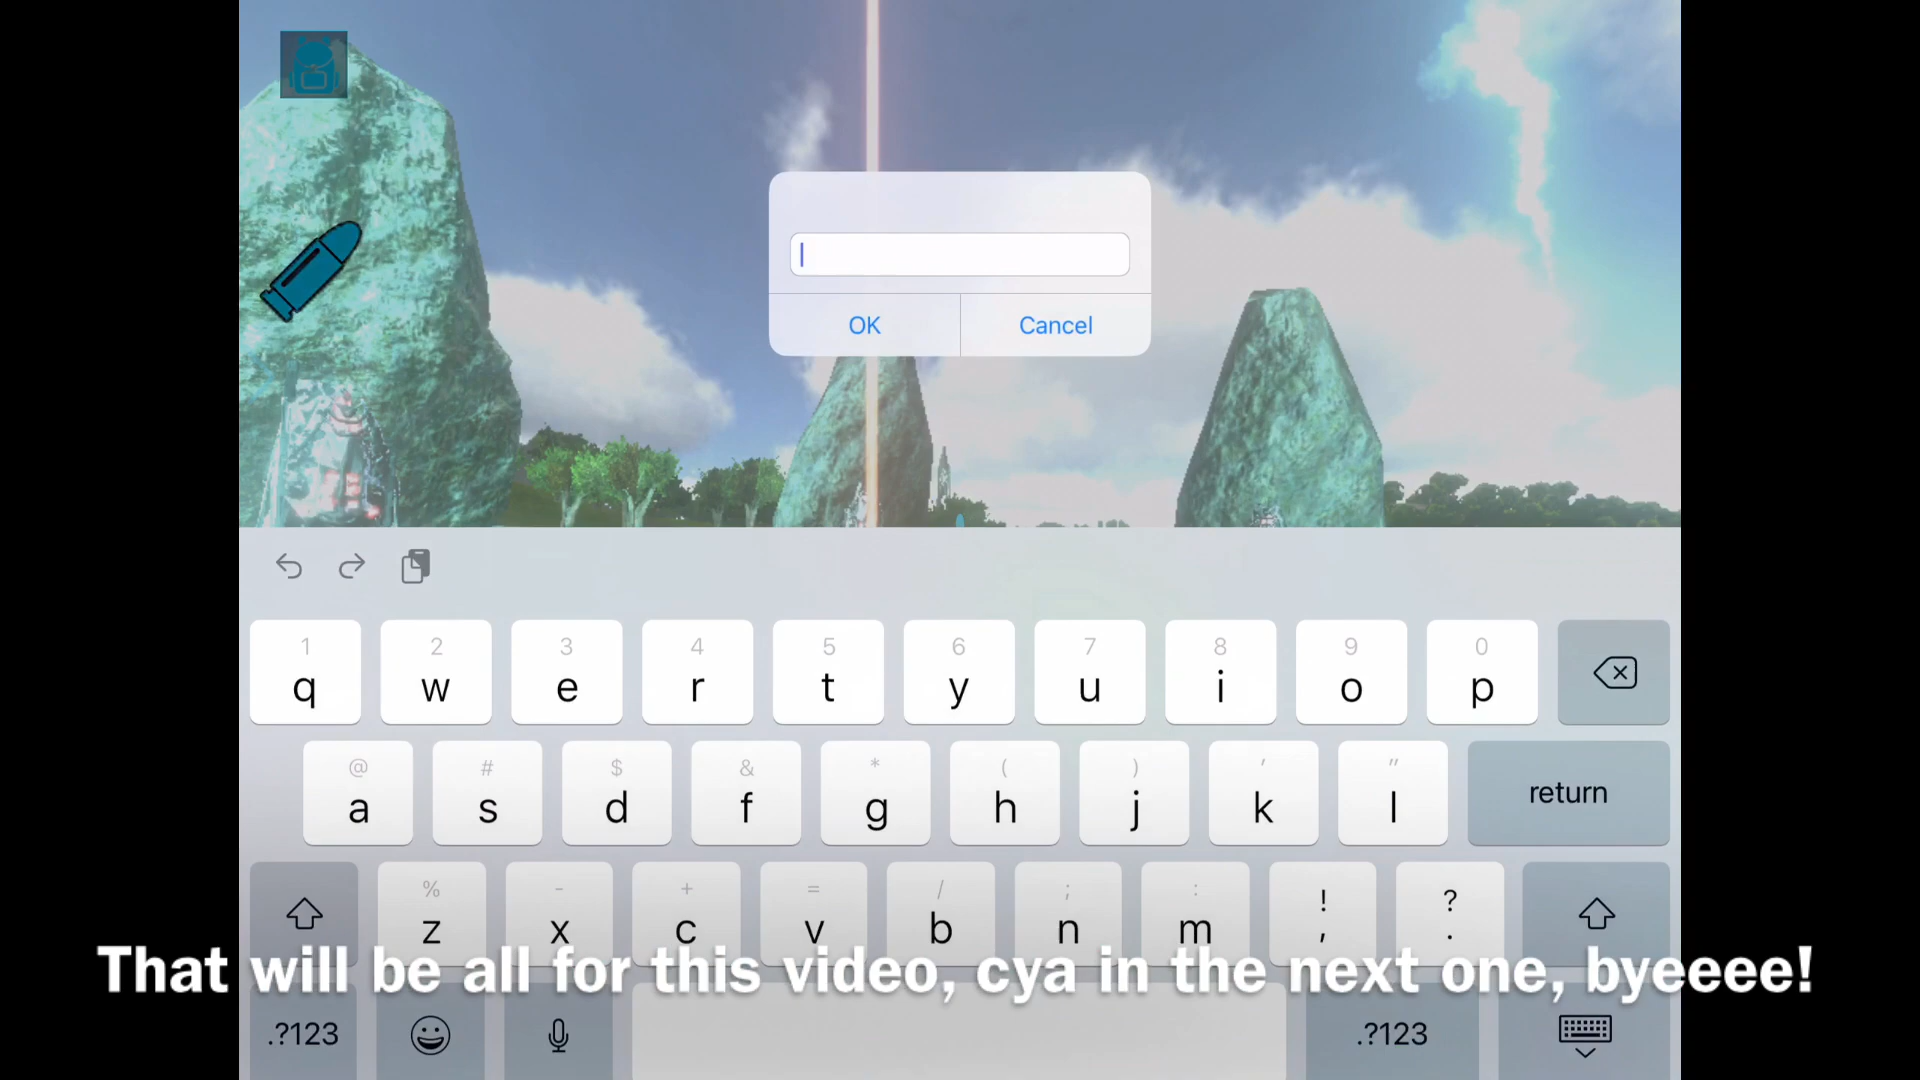 OK Cancel
1 2 3 4 5 6 7 8 9 0
q w e r t y u i o p
@ # $ & * ( ) ' "
a s d f g h j k l return
% - + = / ; : ! ?
z x c v b n m , .
That will be all for this video, cya in the next one, byeeee!
.?123 .?123